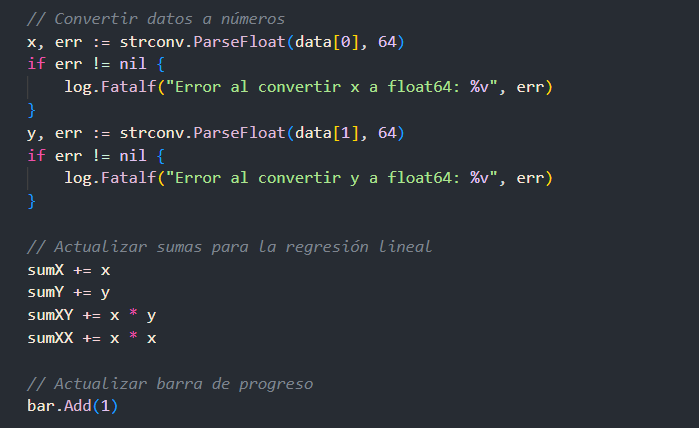 // Convertir datos a números
x, err := strconv.ParseFloat(data[0], 64)
if err != nil {
    log.Fatalf("Error al convertir x a float64: %v", err)
}
y, err := strconv.ParseFloat(data[1], 64)
if err != nil {
    log.Fatalf("Error al convertir y a float64: %v", err)
}

// Actualizar sumas para la regresión lineal
sumX += x
sumY += y
sumXY += x * y
sumXX += x * x

// Actualizar barra de progreso
bar.Add(1)